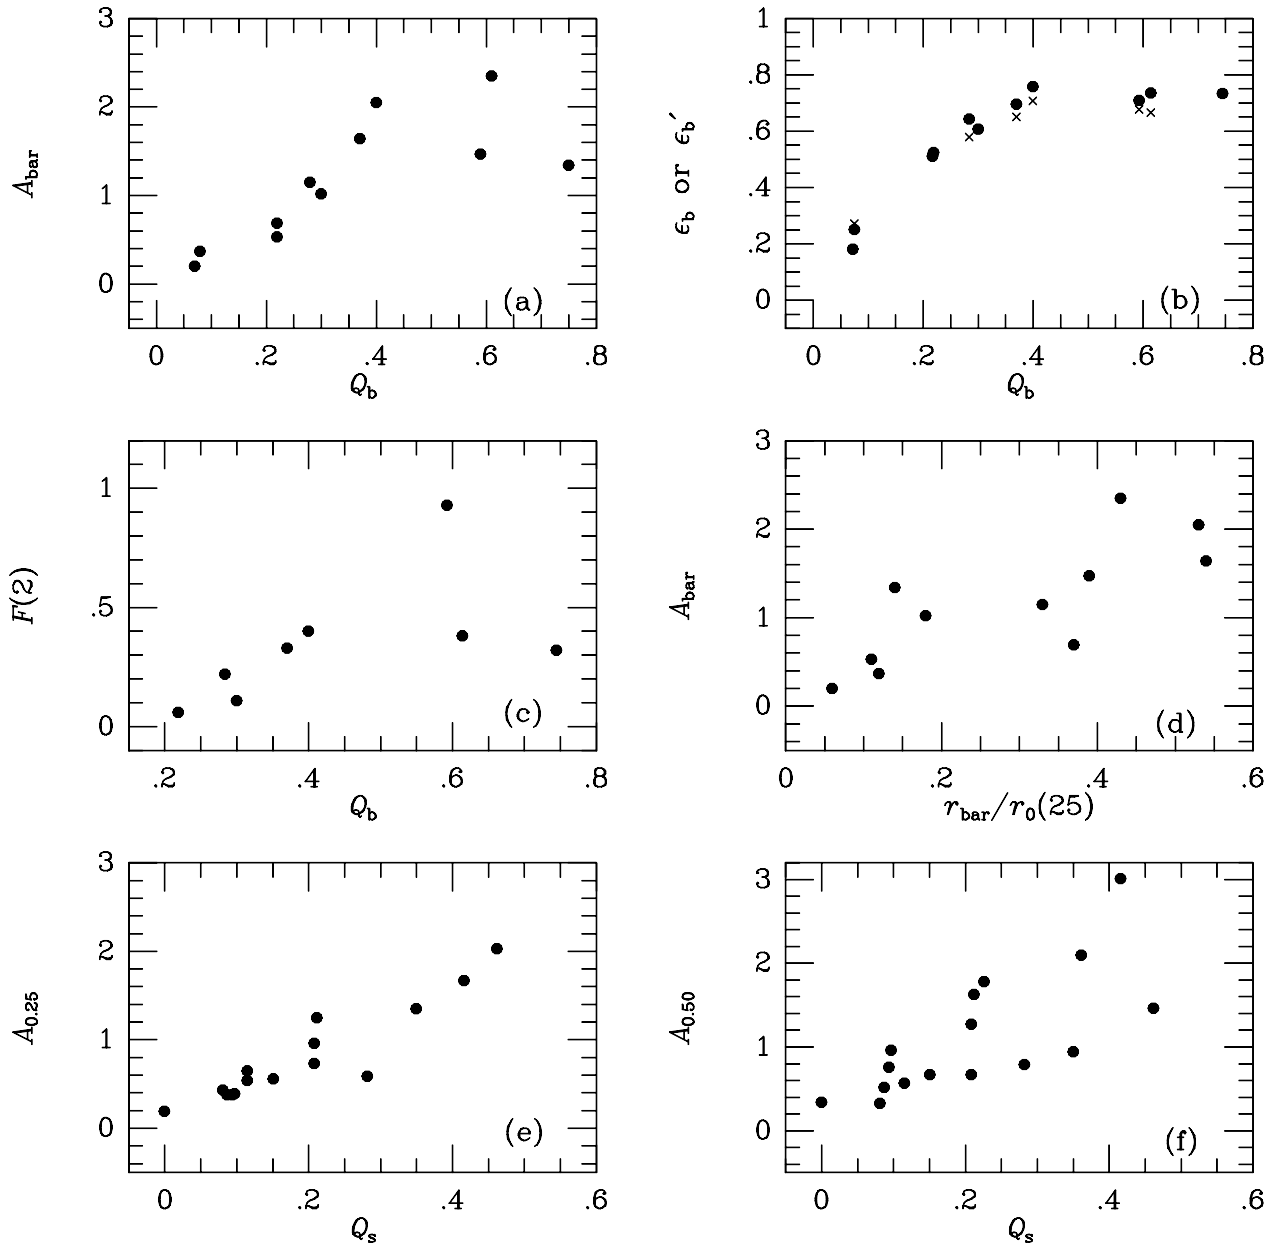 3
2
1
0
A_bar
(a)
0 .2 .4 .6 .8
Q_b
1
.8
.6
.4
.2
0
ϵ_b or ϵ_b′
(b)
0 .2 .4 .6 .8
Q_b
1
.5
0
F(2)
(c)
.2 .4 .6 .8
Q_b
3
2
1
0
A_bar
(d)
0 .2 .4 .6
r_bar/r_0(25)
3
2
1
0
A_0.25
(e)
0 .2 .4 .6
Q_s
3
2
1
0
A_0.50
(f)
0 .2 .4 .6
Q_s